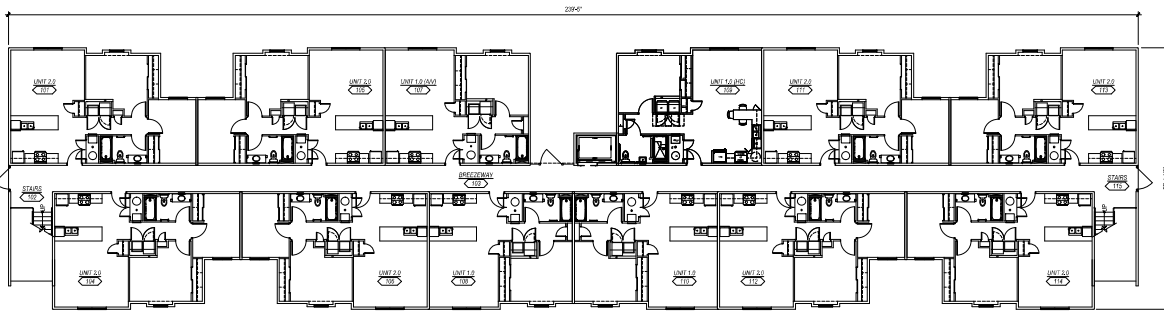 239'-6"
UNIT 2.0
101
UNIT 2.0
105
UNIT 1.0 (A/V)
107
UNIT 1.0 (HC)
109
UNIT 2.0
111
UNIT 2.0
113
BREEZEWAY
103
STAIRS
102
STAIRS
115
UNIT 2.0
104
UNIT 2.0
106
UNIT 1.0
108
UNIT 1.0
110
UNIT 2.0
112
UNIT 2.0
114